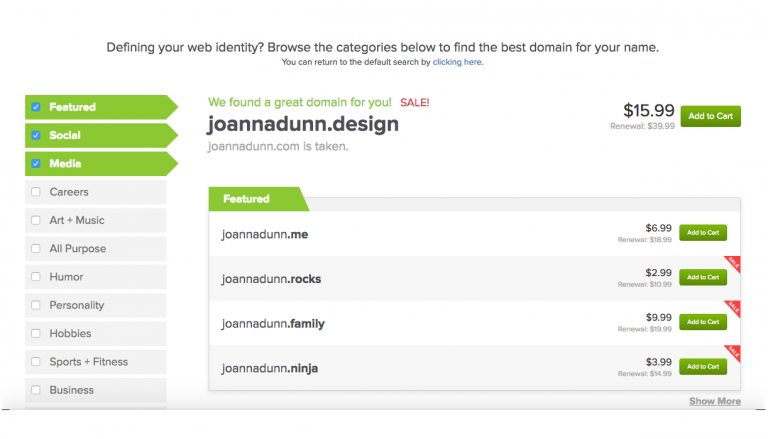 Defining your web identity? Browse the categories below to find the best domain for your name.
You can return to the default search by clicking here.
Featured
Social
Media
Careers
Art + Music
All Purpose
Humor
Personality
Hobbies
Sports + Fitness
Business
We found a great domain for you! SALE!
joannadunn.design
joannadunn.com is taken.
$15.99
Renewal: $39.99
Add to Cart
Featured
joannadunn.me
$6.99
Renewal: $18.99
Add to Cart
joannadunn.rocks
$2.99
Renewal: $10.99
Add to Cart
SALE
joannadunn.family
$9.99
Renewal: $19.99
Add to Cart
SALE
joannadunn.ninja
$3.99
Renewal: $14.99
Add to Cart
SALE
Show More